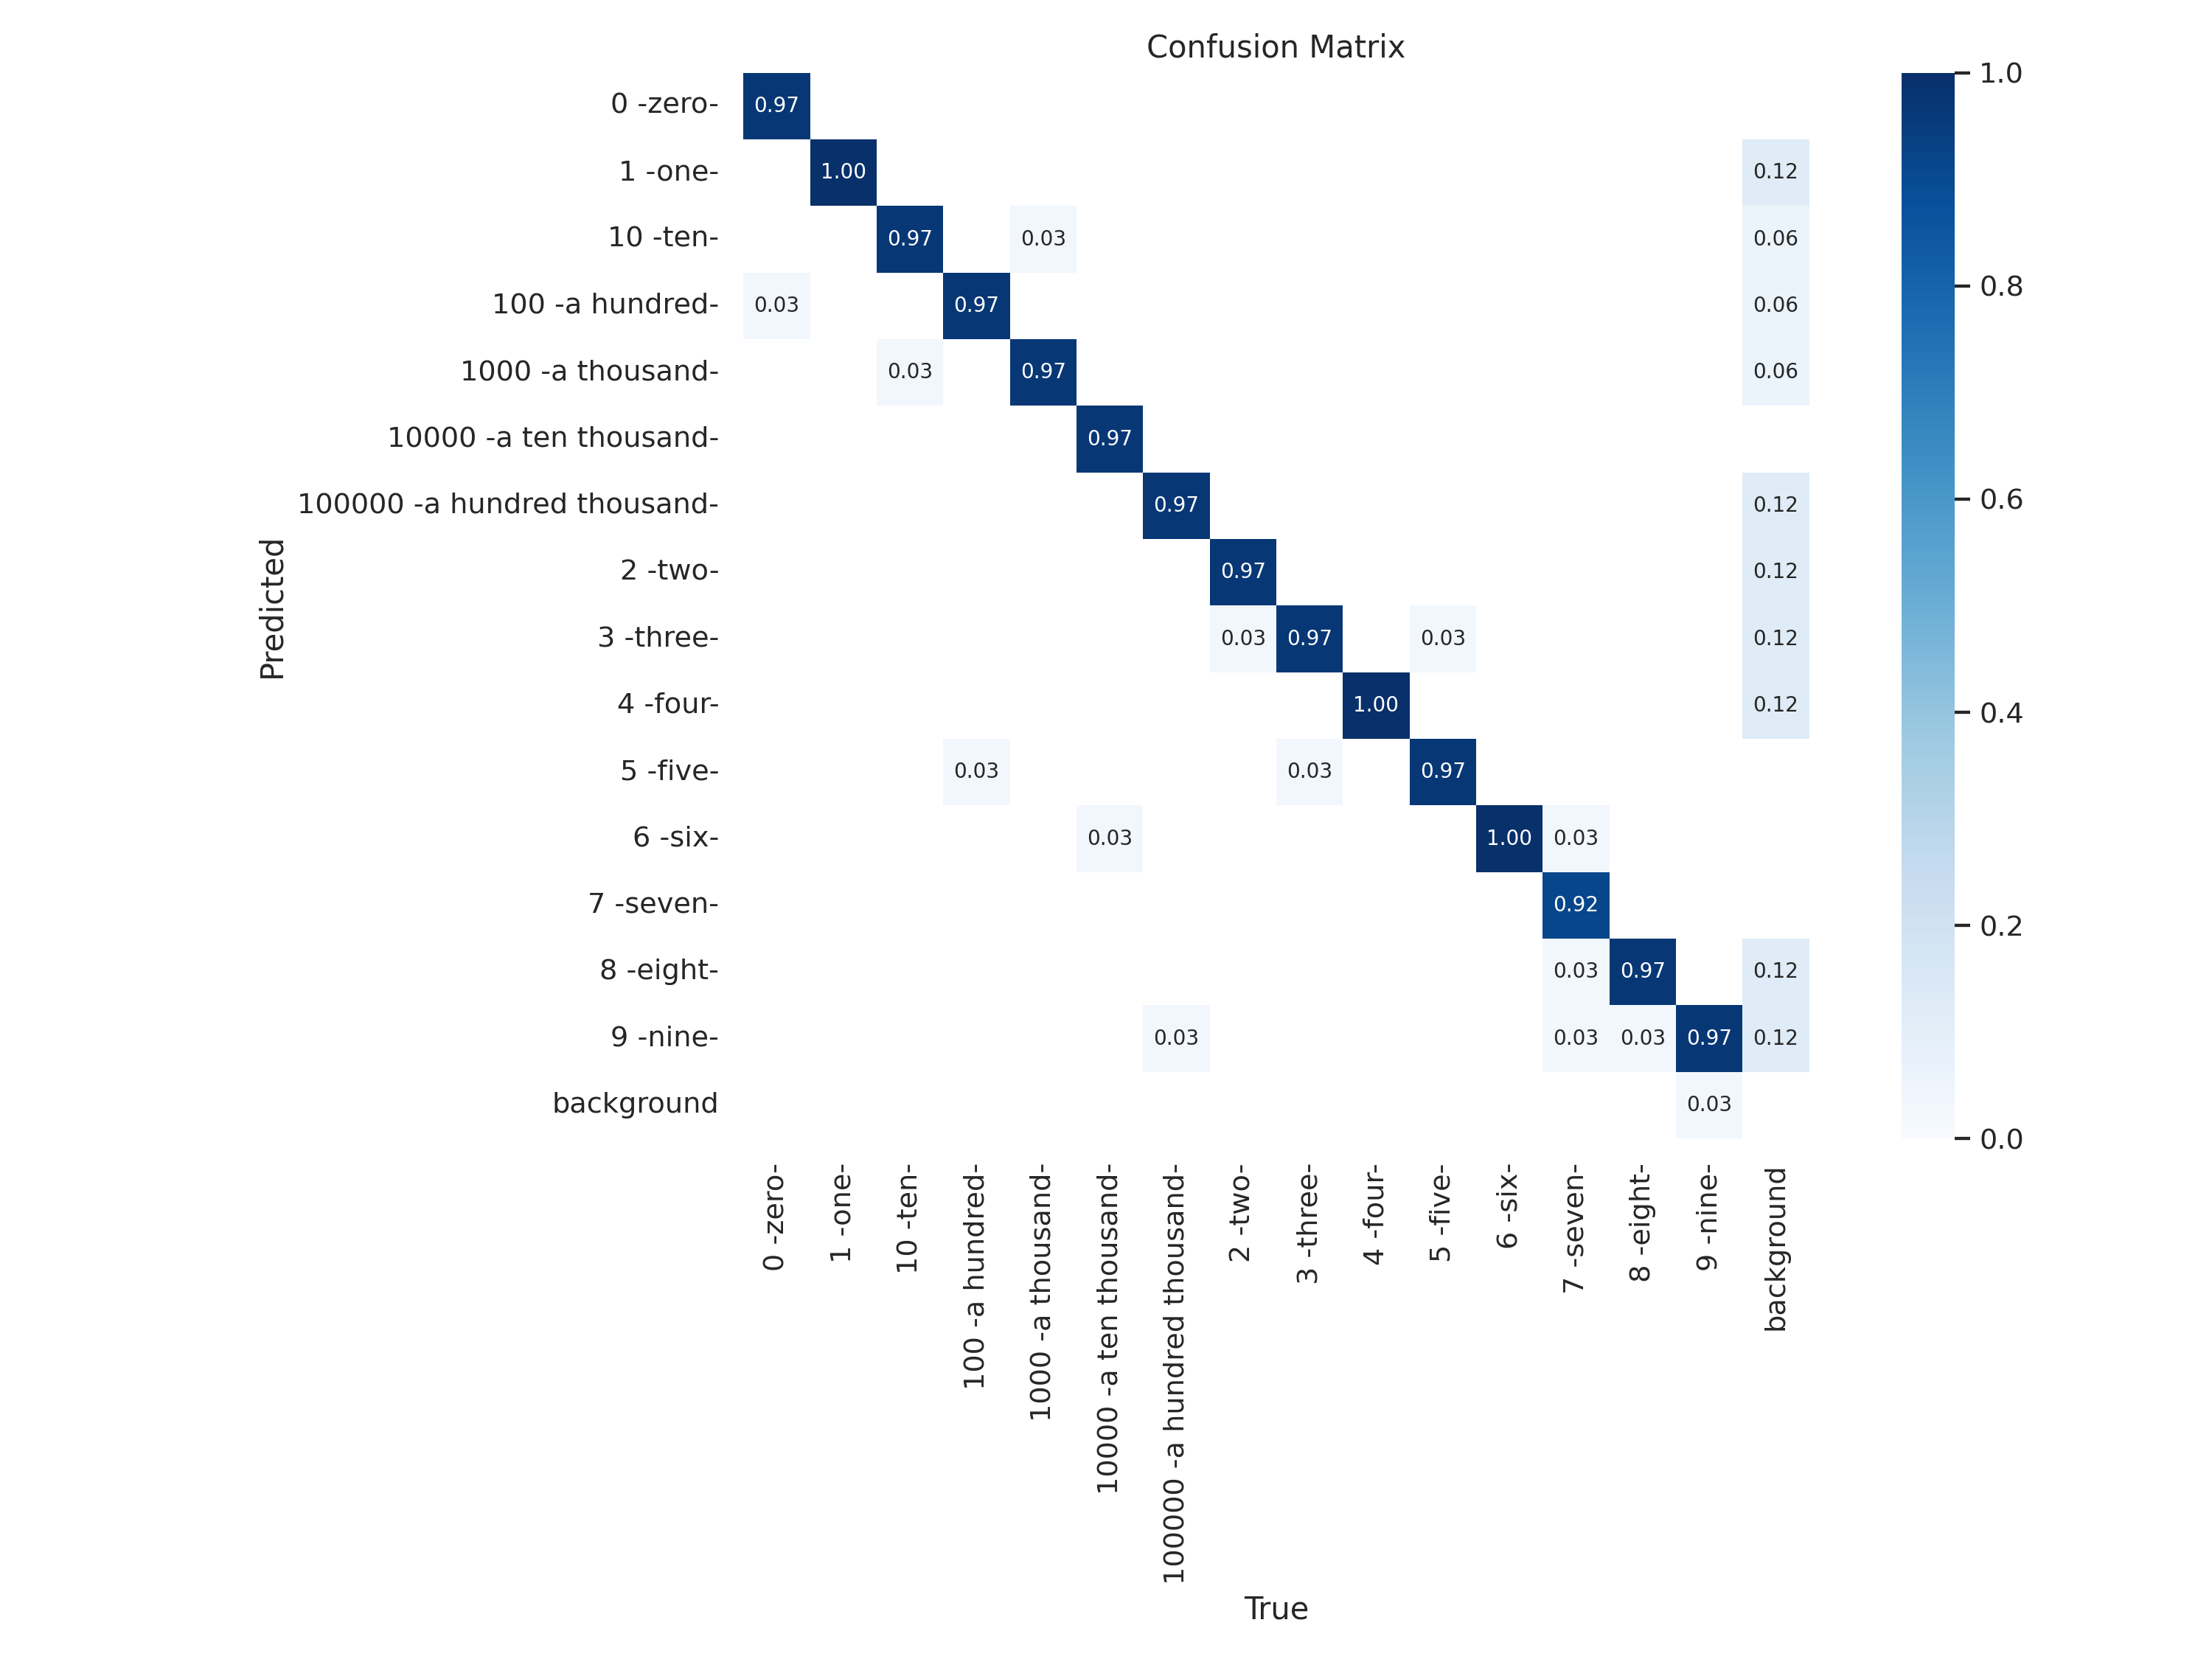 Confusion Matrix
0 -zero- 0.97 1.0
1 -one- 1.00 0.12
10 -ten- 0.97 0.03 0.06
0.8
100 -a hundred- 0.03 0.97 0.06
1000 -a thousand- 0.03 0.97 0.06
10000 -a ten thousand- 0.97
100000 -a hundred thousand- 0.97 0.12 0.6
2 -two- 0.97 0.12
Predicted
3 -three- 0.03 0.97 0.03 0.12
4 -four- 1.00 0.12 0.4
5 -five- 0.03 0.03 0.97
6 -six- 0.03 1.00 0.03
7 -seven- 0.92 0.2
8 -eight- 0.03 0.97 0.12
9 -nine- 0.03 0.03 0.03 0.97 0.12
background 0.03
0.0
0 -zero-
1 -one-
10 -ten-
100 -a hundred-
1000 -a thousand-
10000 -a ten thousand-
100000 -a hundred thousand-
2 -two-
3 -three-
4 -four-
5 -five-
6 -six-
7 -seven-
8 -eight-
9 -nine-
background
True